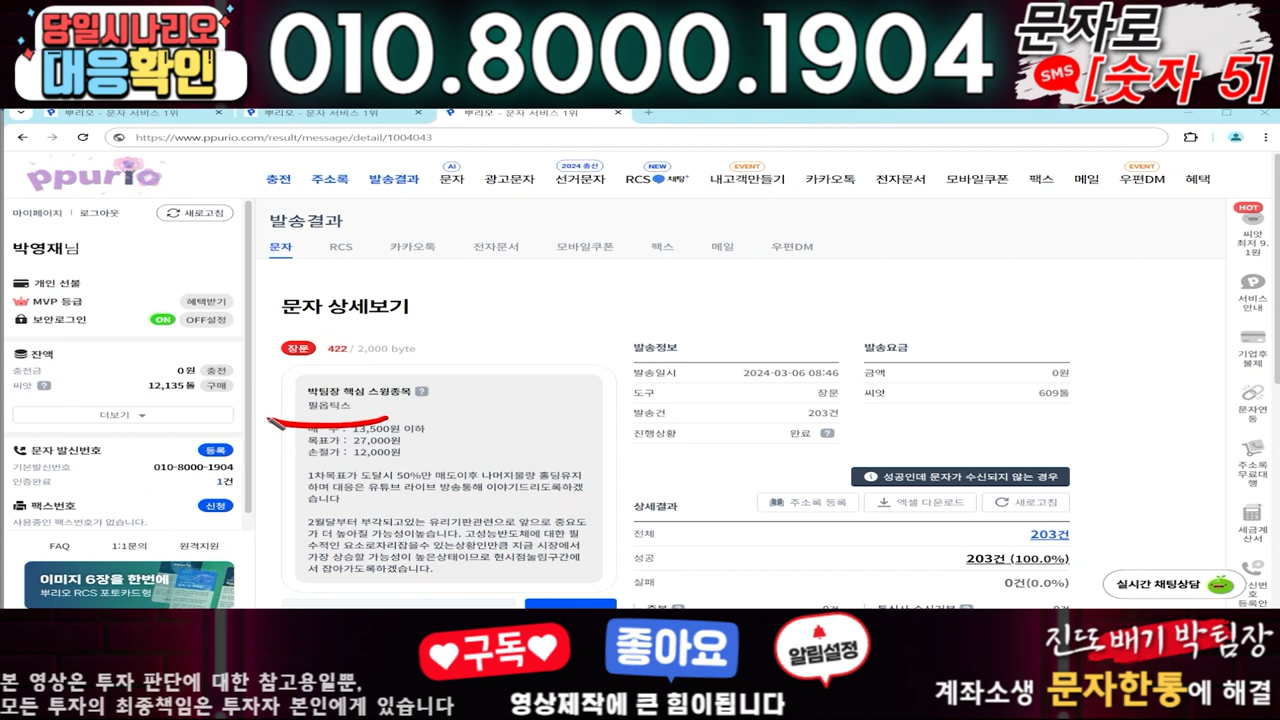 당일시나리오
대응확인
010.8000.1904
문자로
SMS
[숫자 5]
뿌리오 - 문자 서비스 1위
뿌리오 - 문자 서비스 1위
뿌리오 - 문자 서비스 1위
https://www.ppurio.com/result/message/detail/1004043
ppurio
충전
주소록
발송결과
AI
문자
광고문자
2024 총선
선거문자
NEW
RCS 채팅+
EVENT
내고객만들기
카카오톡
전자문서
모바일쿠폰
팩스
메일
EVENT
우편DM
혜택
마이페이지 | 로그아웃
새로고침
박영재님
개인 선불
MVP 등급
혜택받기
보안로그인
ON
OFF설정
잔액
충전금
0원
충전
씨앗 ?
12,135톨
구매
더보기
문자 발신번호
등록
기본발신번호
010-8000-1904
인증완료
1건
팩스번호
신청
사용중인 팩스번호가 없습니다.
FAQ
1:1문의
원격지원
이미지 6장을 한번에
뿌리오 RCS 포토카드형
발송결과
문자
RCS
카카오톡
전자문서
모바일쿠폰
팩스
메일
우편DM
문자 상세보기
장문
422 / 2,000 byte
박팀장 핵심 스윙종목 ?
필옵틱스
13,500원 이하
목표가 : 27,000원
손절가 : 12,000원
1차목표가 도달시 50%만 매도이후 나머지물량 홀딩유지
하며 대응은 유튜브 라이브 방송통해 이야기드리도록하겠
습니다
2월달부터 부각되고있는 유리기판관련으로 앞으로 중요도
가 더 높아질 가능성이높습니다. 고성능반도체에 대한 필
수적인 요소로자리잡을수 있는상황인만큼 지금 시장에서
가장 상승할 가능성이 높은상태이므로 현시점눌림구간에
서 잡아가도록하겠습니다.
발송정보
발송일시
2024-03-06 08:46
도구
장문
발송건
203건
진행상황
완료 ?
발송요금
금액
0원
씨앗
609톨
성공인데 문자가 수신되지 않는 경우
상세결과
주소록 등록
엑셀 다운로드
새로고침
전체
203건
성공
203건 (100.0%)
실패
0건(0.0%)
HOT
씨앗
최저 9.
1원
서비스
안내
기업후
불제
문자연
동
주소록
무료대
행
세금계
산서
실시간 채팅상담
구독
좋아요
알림설정
영상제작에 큰 힘이됩니다
본 영상은 투자 판단에 대한 참고용일뿐,
모든 투자의 최종책임은 투자자 본인에게 있습니다
진또배기 박팀장
계좌소생 문자한통에 해결